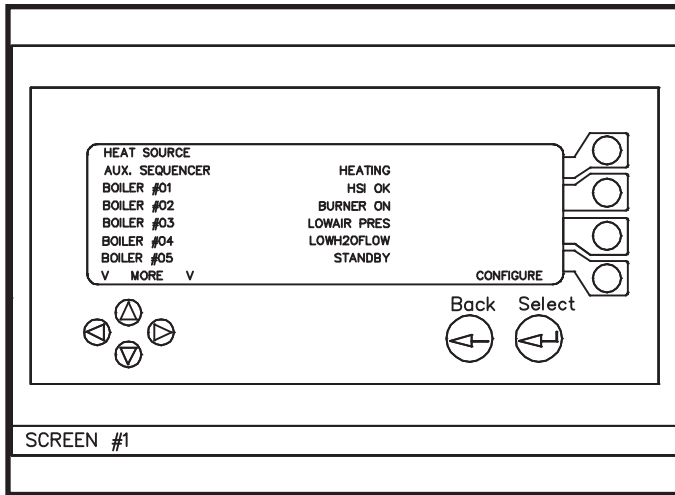 HEAT SOURCE
AUX. SEQUENCER HEATING
BOILER #01 HSI OK
BOILER #02 BURNER ON
BOILER #03 LOWAIR PRES
BOILER #04 LOWH2OFLOW
BOILER #05 STANDBY
V MORE V CONFIGURE
Back Select
SCREEN #1